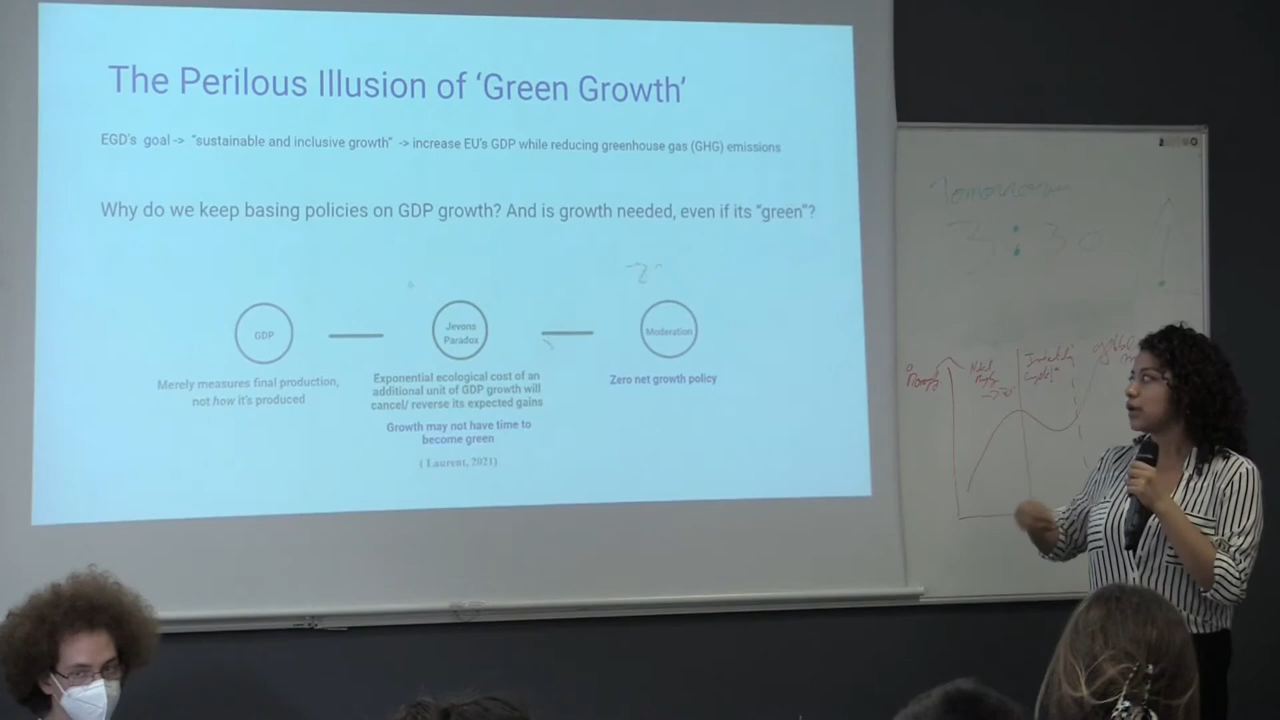 The Perilous Illusion of ‘Green Growth’
EGD's goal -> “sustainable and inclusive growth” -> increase EU's GDP while reducing greenhouse gas (GHG) emissions
Why do we keep basing policies on GDP growth? And is growth needed, even if its “green”?
GDP
Merely measures final production,
not how it's produced
Jevons
Paradox
Exponential ecological cost of an
additional unit of GDP growth will
cancel/ reverse its expected gains
Growth may not have time to
become green
( Laurent, 2021)
Moderation
Zero net growth policy
Tomorrow